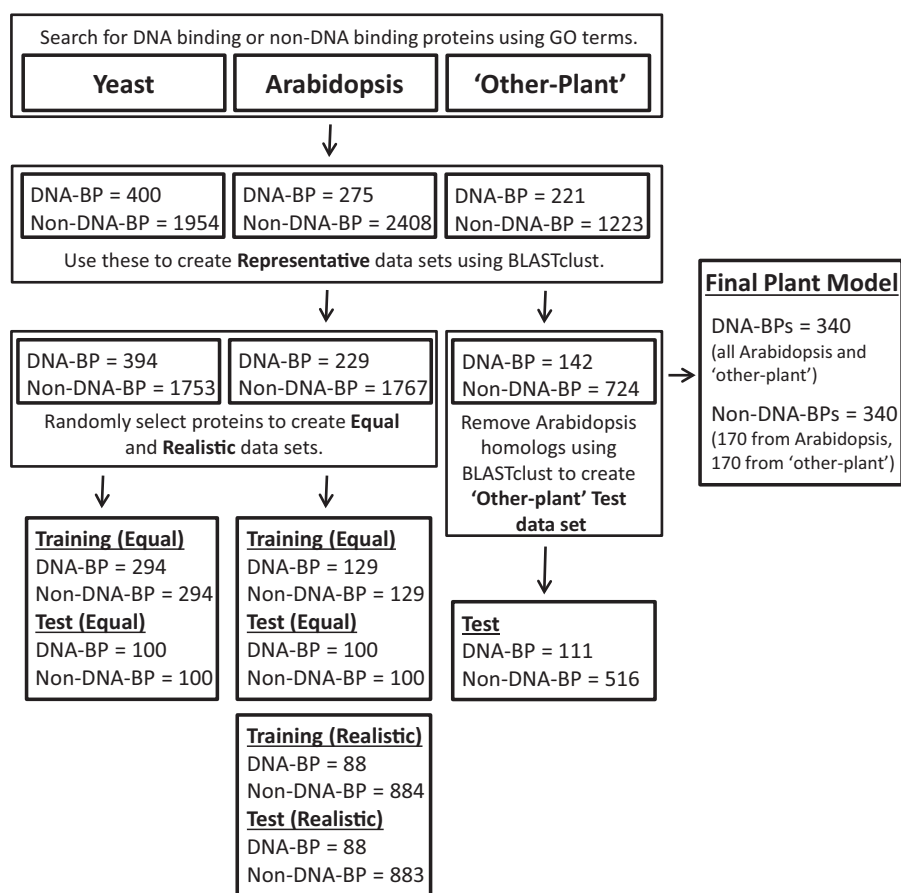 Search for DNA binding or non-DNA binding proteins using GO terms.
Yeast
Arabidopsis
‘Other-Plant’
DNA-BP = 400
Non-DNA-BP = 1954
DNA-BP = 275
Non-DNA-BP = 2408
DNA-BP = 221
Non-DNA-BP = 1223
Use these to create Representative data sets using BLASTclust.
DNA-BP = 394
Non-DNA-BP = 1753
DNA-BP = 229
Non-DNA-BP = 1767
Randomly select proteins to create Equal
and Realistic data sets.
DNA-BP = 142
Non-DNA-BP = 724
Remove Arabidopsis
homologs using
BLASTclust to create
‘Other-plant’ Test
data set
Final Plant Model
DNA-BPs = 340
(all Arabidopsis and
‘other-plant’)
Non-DNA-BPs = 340
(170 from Arabidopsis,
170 from ‘other-plant’)
Training (Equal)
DNA-BP = 294
Non-DNA-BP = 294
Test (Equal)
DNA-BP = 100
Non-DNA-BP = 100
Training (Equal)
DNA-BP = 129
Non-DNA-BP = 129
Test (Equal)
DNA-BP = 100
Non-DNA-BP = 100
Test
DNA-BP = 111
Non-DNA-BP = 516
Training (Realistic)
DNA-BP = 88
Non-DNA-BP = 884
Test (Realistic)
DNA-BP = 88
Non-DNA-BP = 883